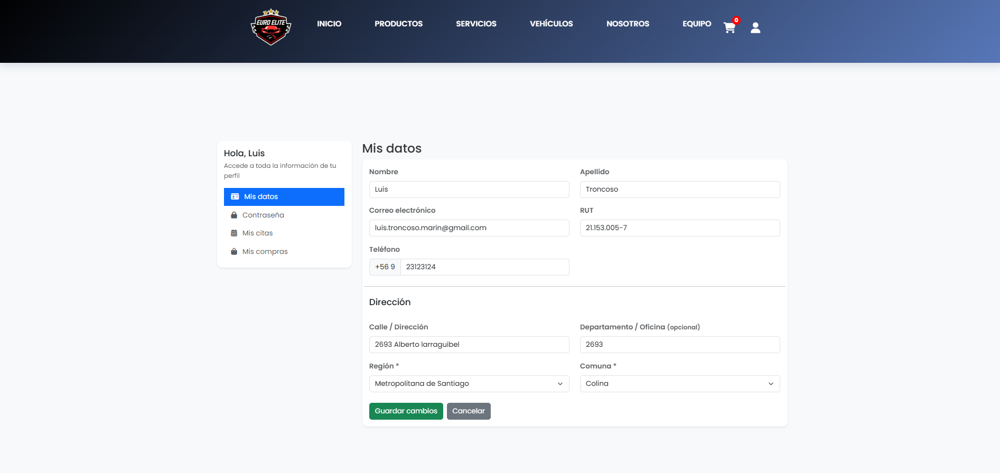 EURO ELITE
INICIO
PRODUCTOS
SERVICIOS
VEHÍCULOS
NOSOTROS
EQUIPO
0
Hola, Luis
Accede a toda la información de tu
perfil
Mis datos
Contraseña
Mis citas
Mis compras
Mis datos
Nombre
Apellido
Luis
Troncoso
Correo electrónico
RUT
luis.troncoso.marin@gmail.com
21.153.005-7
Teléfono
+56 9
23123124
Dirección
Calle / Dirección
Departamento / Oficina (opcional)
2693 Alberto larraguibel
2693
Región *
Comuna *
Metropolitana de Santiago
Colina
Guardar cambios
Cancelar